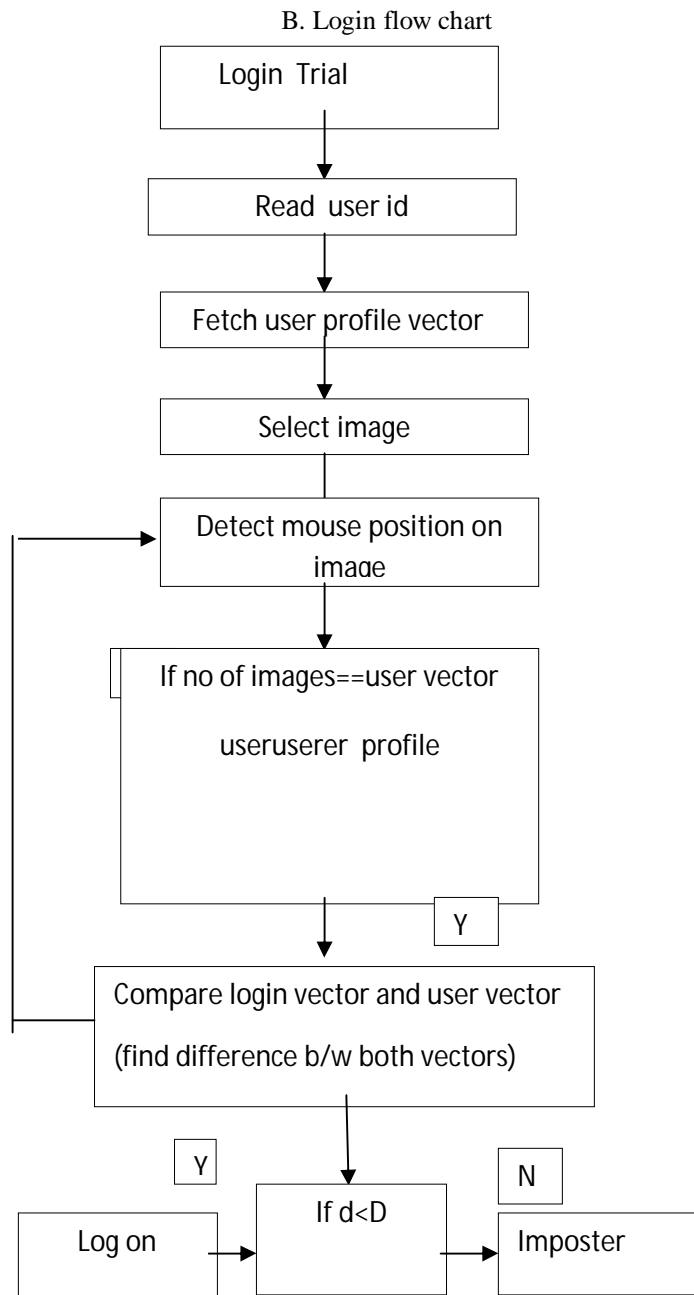 B. Login flow chart
Login Trial
Read user id
Fetch user profile vector
Select image
Detect mouse position on
image
If no of images==user vector
useruserer profile
Y
Compare login vector and user vector
(find difference b/w both vectors)
Y
N
If d<D
Log on
Imposter